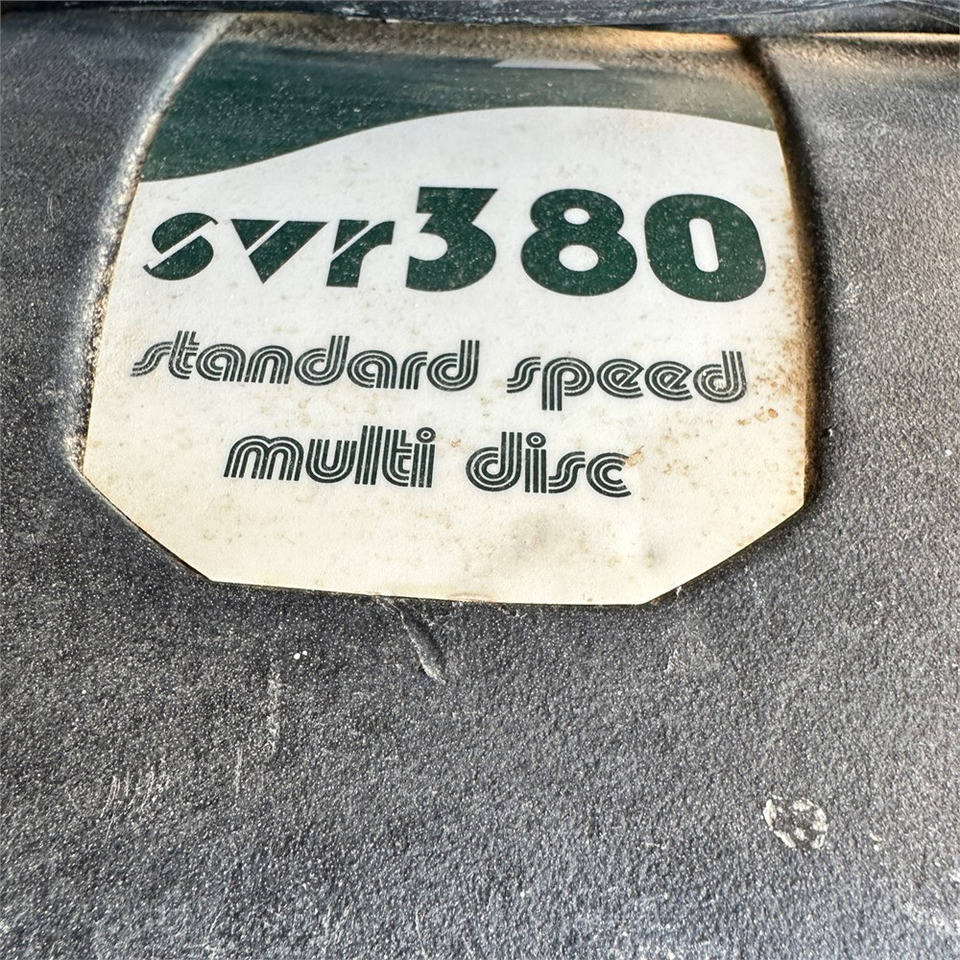 svr380
standard speed
multi disc